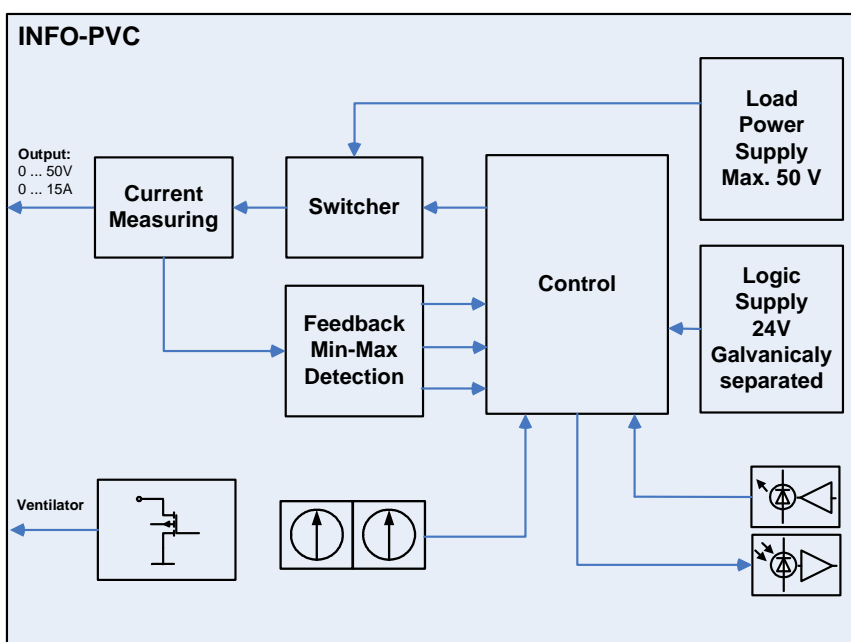 INFO-PVC
Load
Power
Supply
Max. 50 V
Output:
0 ... 50V
0 ... 15A
Current
Measuring
Switcher
Control
Logic
Supply
24V
Galvanicaly
separated
Feedback
Min-Max
Detection
Ventilator